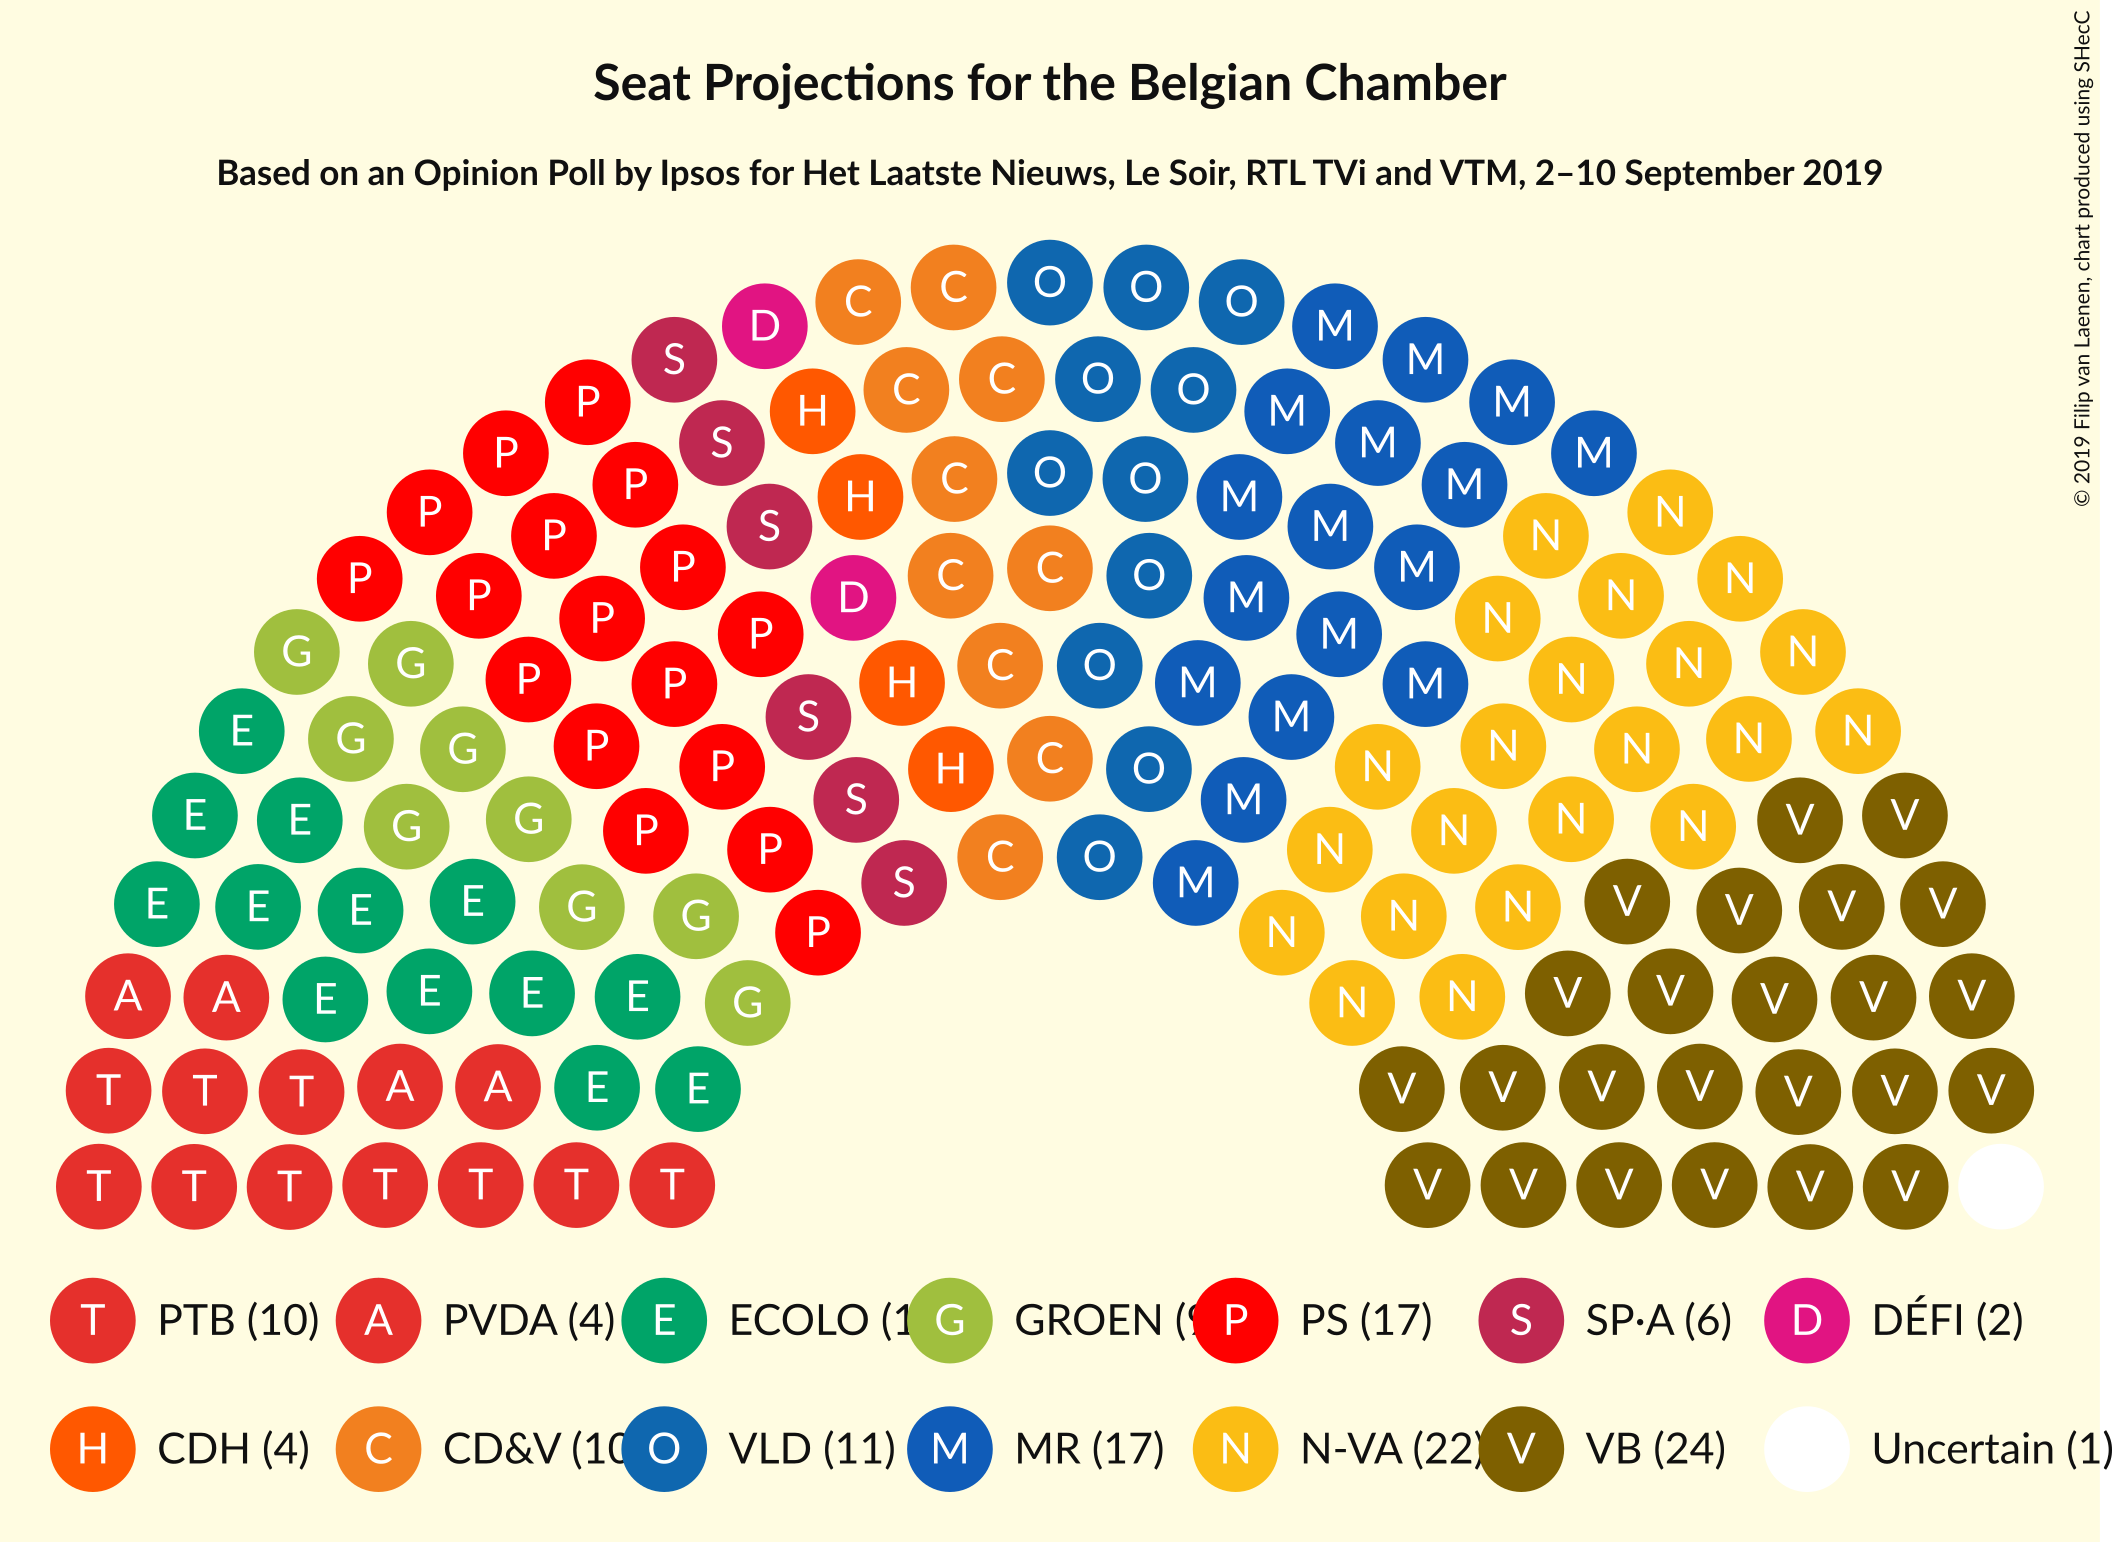 Seat Projections for the Belgian Chamber
Based on an Opinion Poll by Ipsos for Het Laatste Nieuws, Le Soir, RTL TVi and VTM, 2–10 September 2019
© 2019 Filip van Laenen, chart produced using SHecC
C C O O O
D M
S C C O O M
P H M M
P S C O O M M
P P H M M N
P P S C C O M M N
P P P D M M N N
G P P P H C O M M N N N
G P P S M N N
E G G P P H C O M N N N N N
E E G G P P S C O M N N N N V V
E E E E G G P S M N N N V V V V
A A E E E E G N N V V V V V
T T T A A E E V V V V V V V
T T T T T T T V V V V V V
T PTB (10) A PVDA (4) E ECOLO (1 G GROEN ( P PS (17) S SP·A (6) D DÉFI (2)
H CDH (4) C CD&V (10 O VLD (11) M MR (17) N N-VA (22) V VB (24) Uncertain (1)